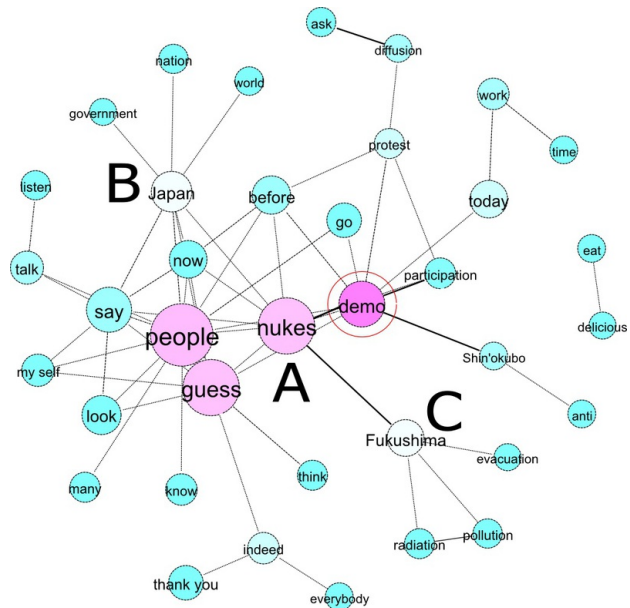 ask
diffusion
nation
world
work
government
protest
time
B
Japan
listen
before
today
go
talk
now
participation
eat
say
demo
people
nukes
delicious
Shin'okubo
my self
guess
A
look
C
anti
Fukushima
evacuation
think
many
know
pollution
radiation
indeed
thank you
everybody